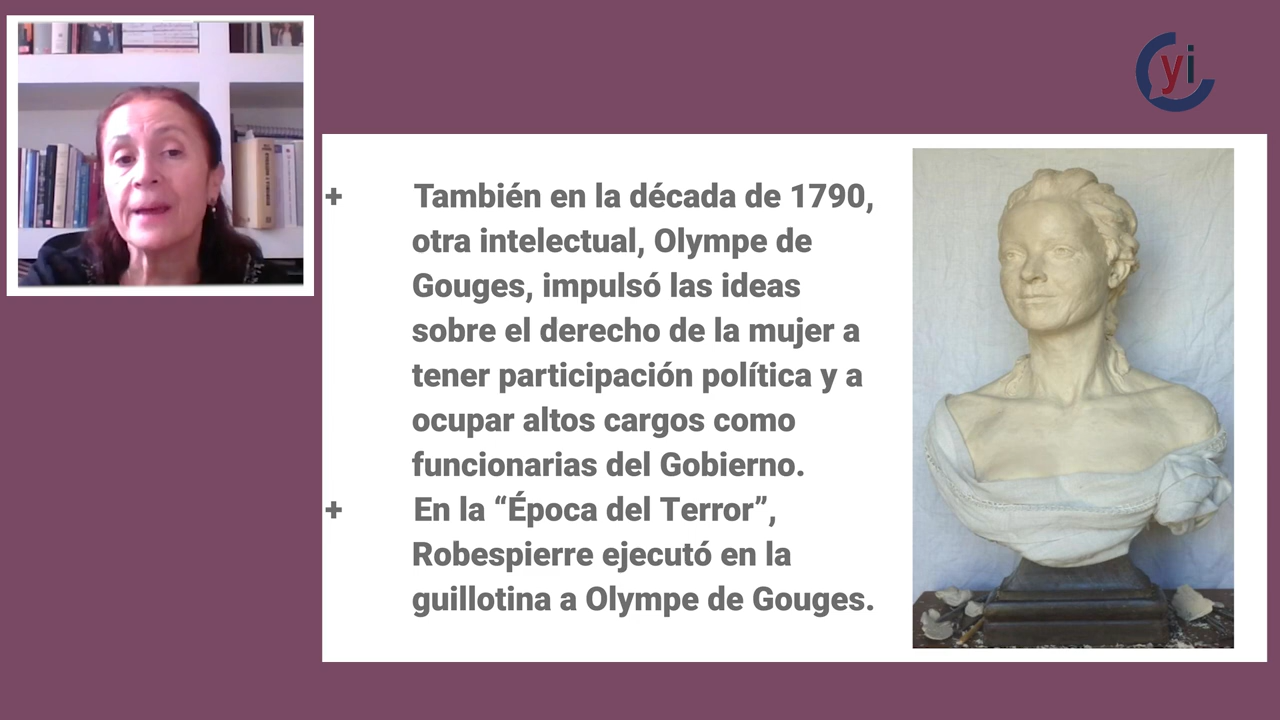 yi
+ También en la década de 1790,
otra intelectual, Olympe de
Gouges, impulsó las ideas
sobre el derecho de la mujer a
tener participación política y a
ocupar altos cargos como
funcionarias del Gobierno.
+ En la “Época del Terror”,
Robespierre ejecutó en la
guillotina a Olympe de Gouges.